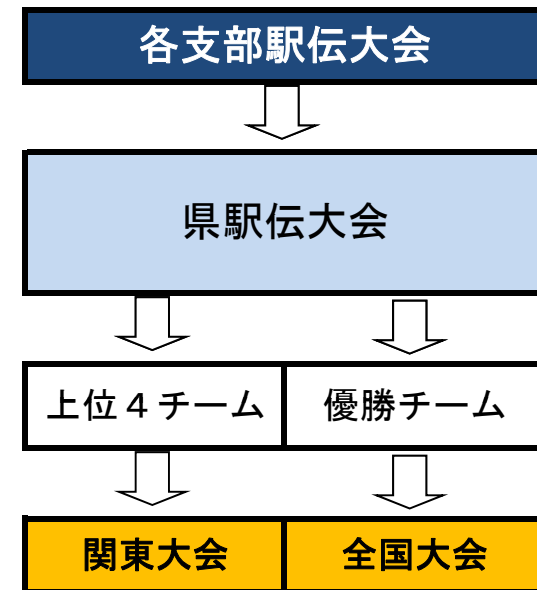 各支部駅伝大会
県駅伝大会
上位４チーム
優勝チーム
関東大会
全国大会